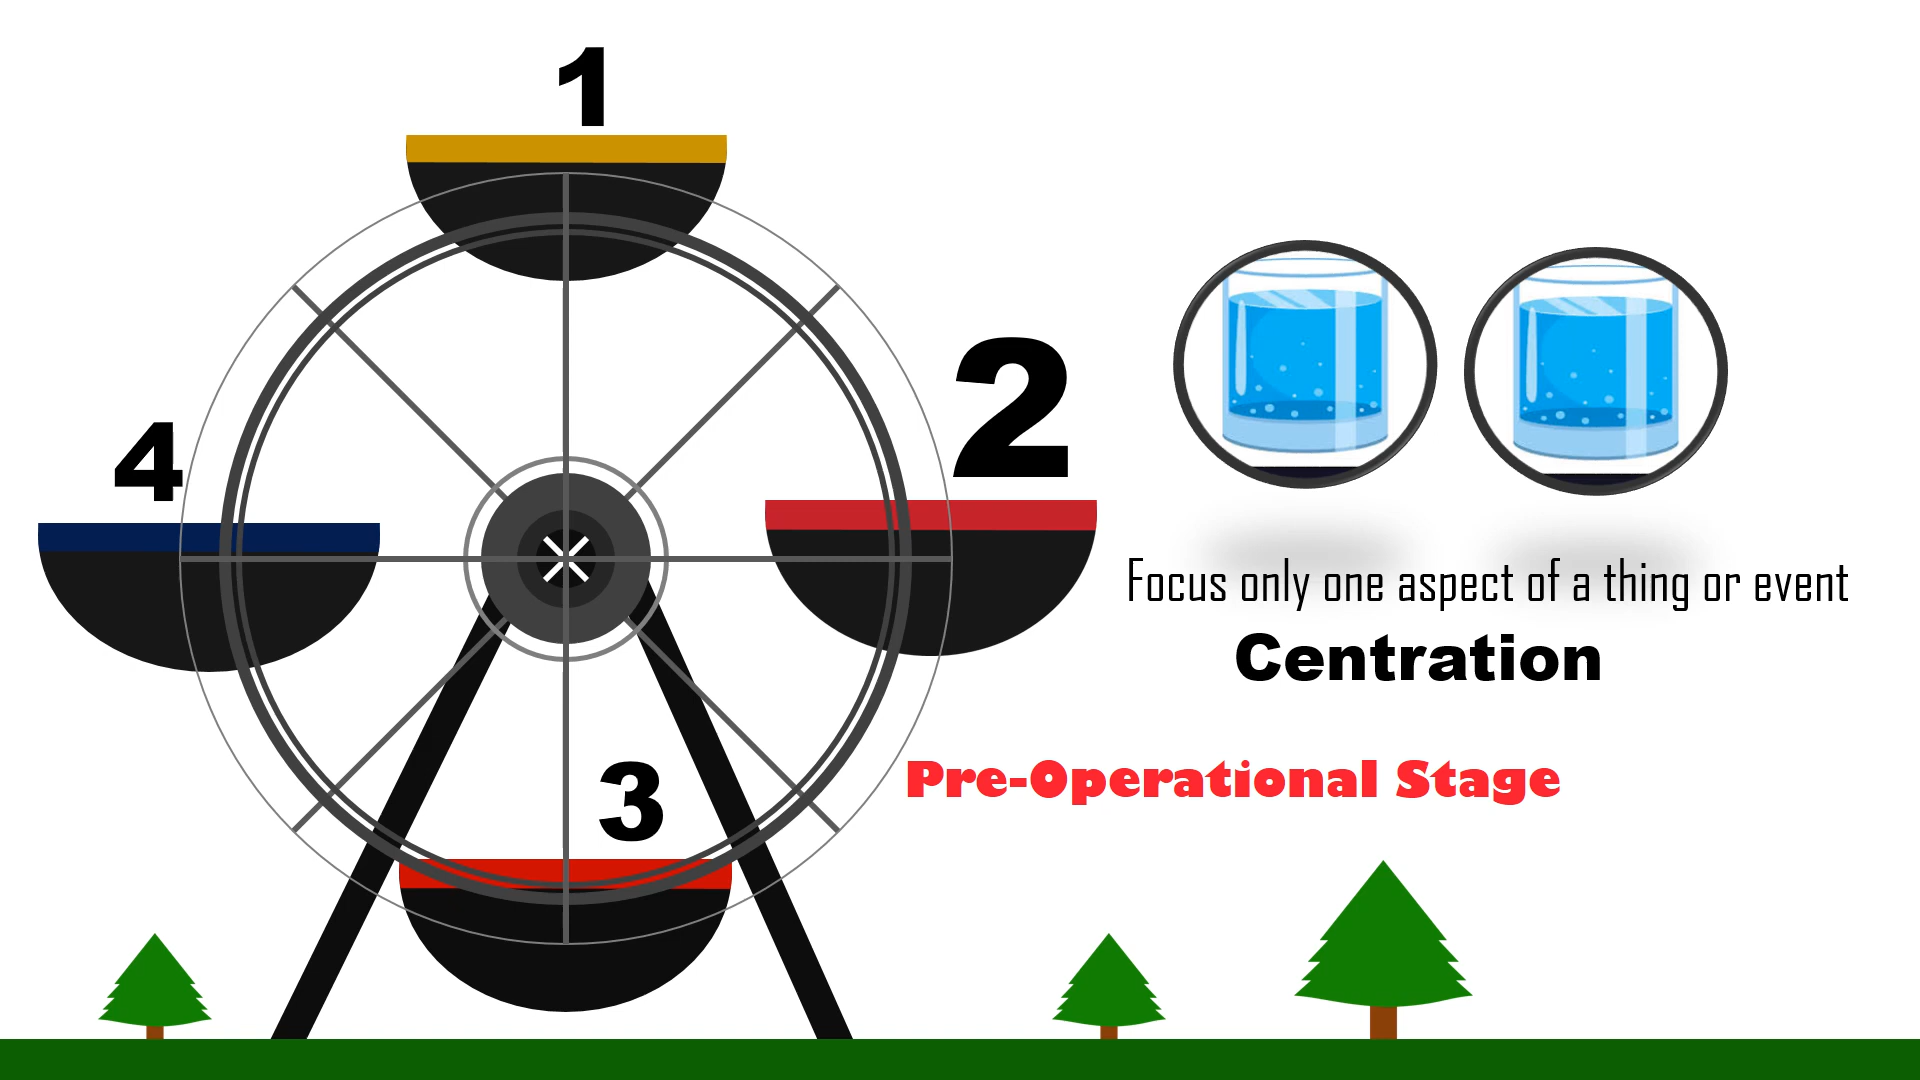 1
2
4
Focus only one aspect of a thing or event
Centration
Pre-Operational Stage
3